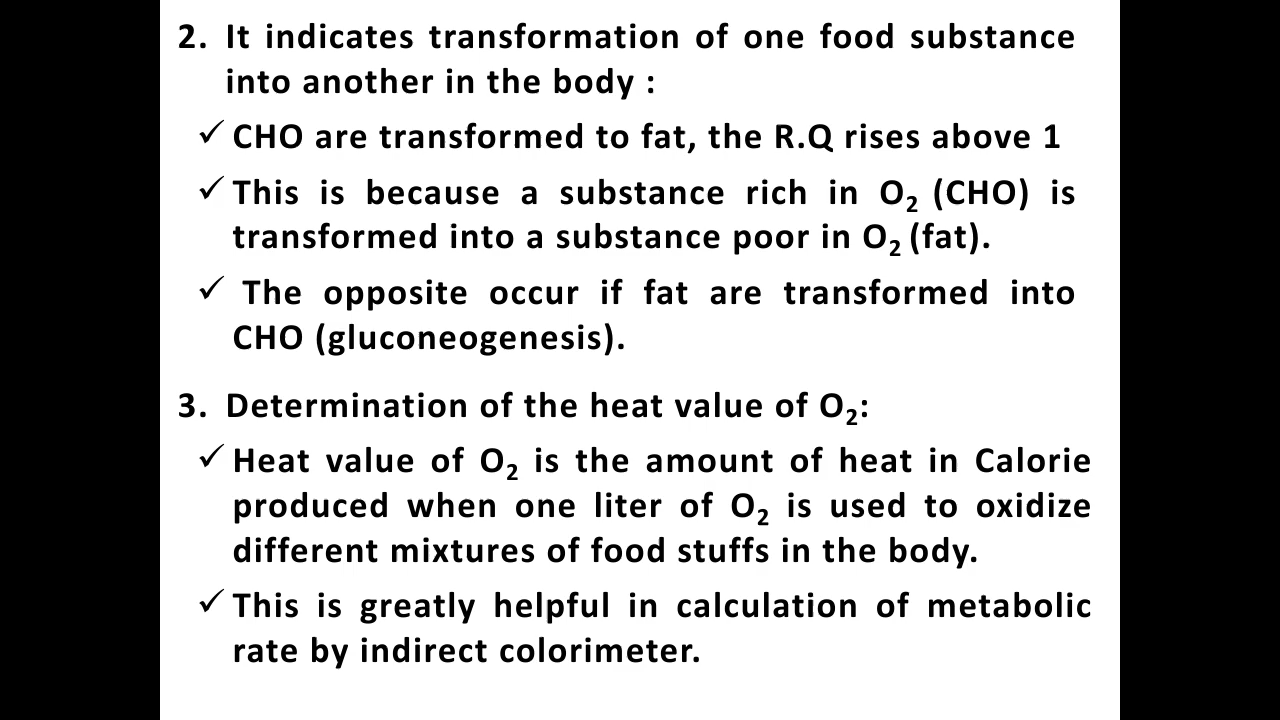 2. It indicates transformation of one food substance
into another in the body :
✓ CHO are transformed to fat, the R.Q rises above 1
✓ This is because a substance rich in O₂ (CHO) is
transformed into a substance poor in O₂ (fat).
✓ The opposite occur if fat are transformed into
CHO (gluconeogenesis).
3. Determination of the heat value of O₂:
✓ Heat value of O₂ is the amount of heat in Calorie
produced when one liter of O₂ is used to oxidize
different mixtures of food stuffs in the body.
✓ This is greatly helpful in calculation of metabolic
rate by indirect colorimeter.